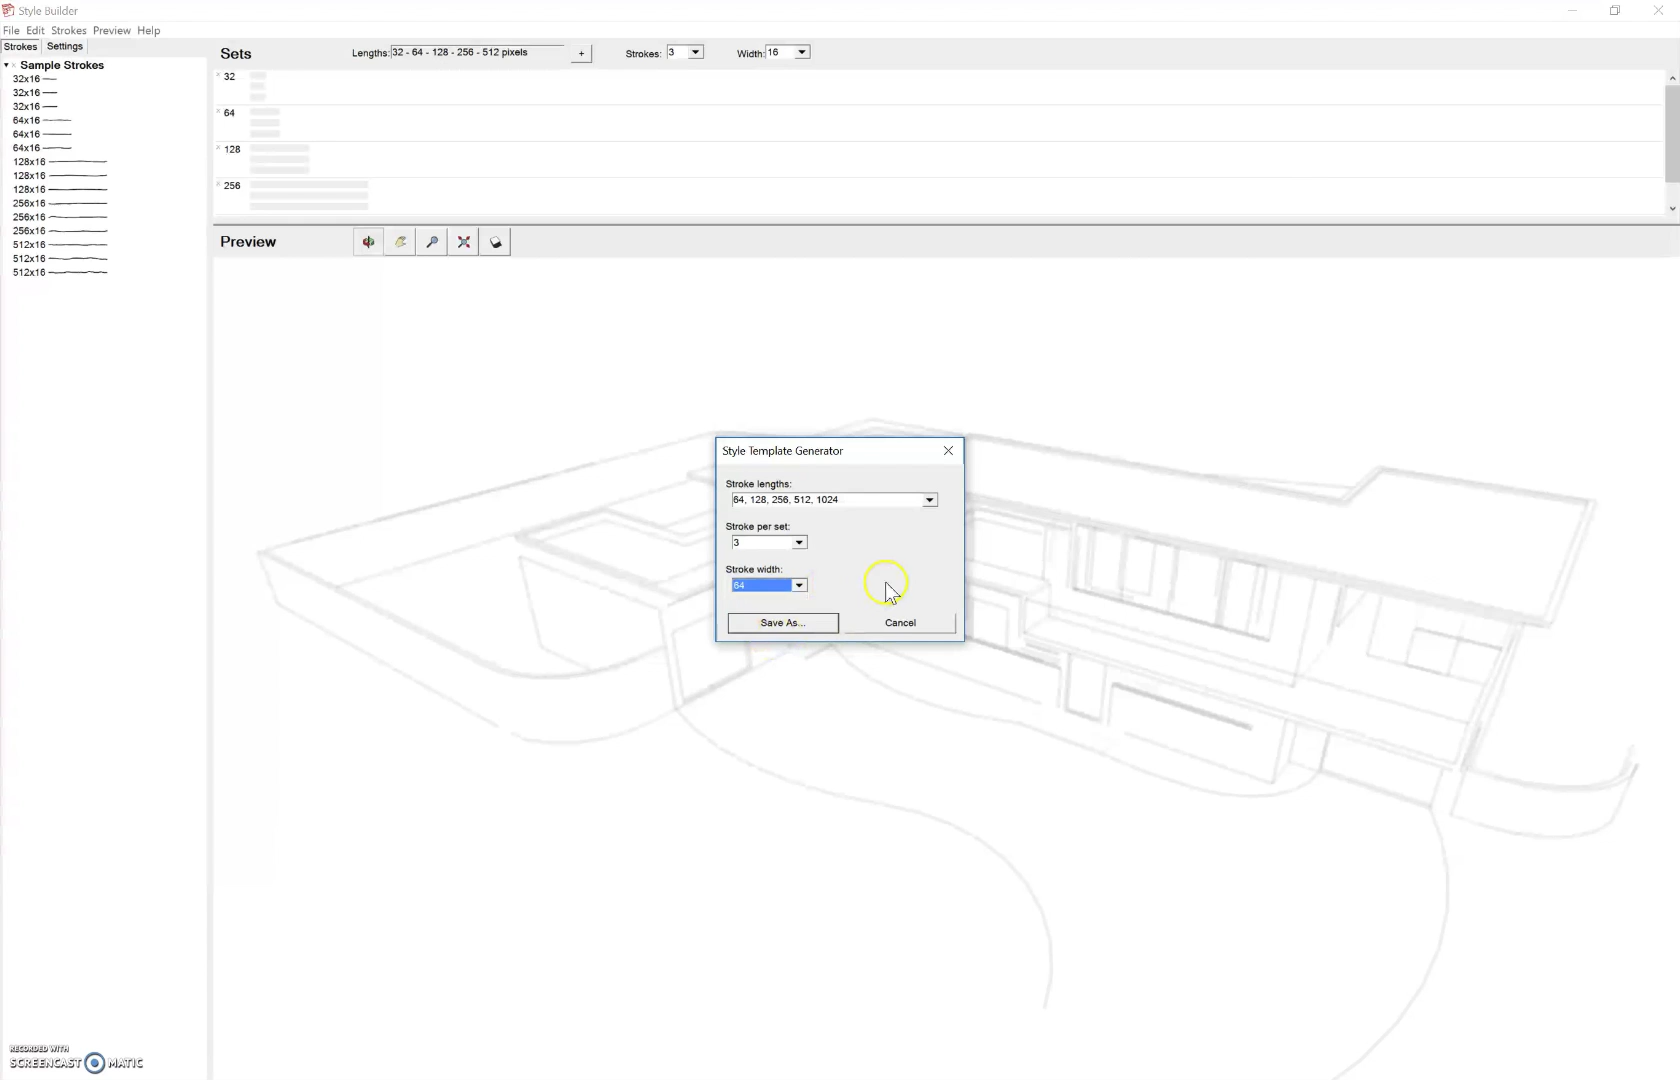 Style Builder
File Edit Strokes Preview Help
Strokes Settings
Sample Strokes
32x16
32x16
32x16
64x16
64x16
64x16
128x16
128x16
128x16
256x16
256x16
256x16
512x16
512x16
512x16
Sets
Lengths: 32 - 64 - 128 - 256 - 512 pixels +
Strokes: 3
Width: 16
32
64
128
256
Preview
Style Template Generator
Stroke lengths:
64, 128, 256, 512, 1024
Stroke per set:
3
Stroke width:
64
Save As...
Cancel
RECORDED WITH
SCREENCAST MATIC